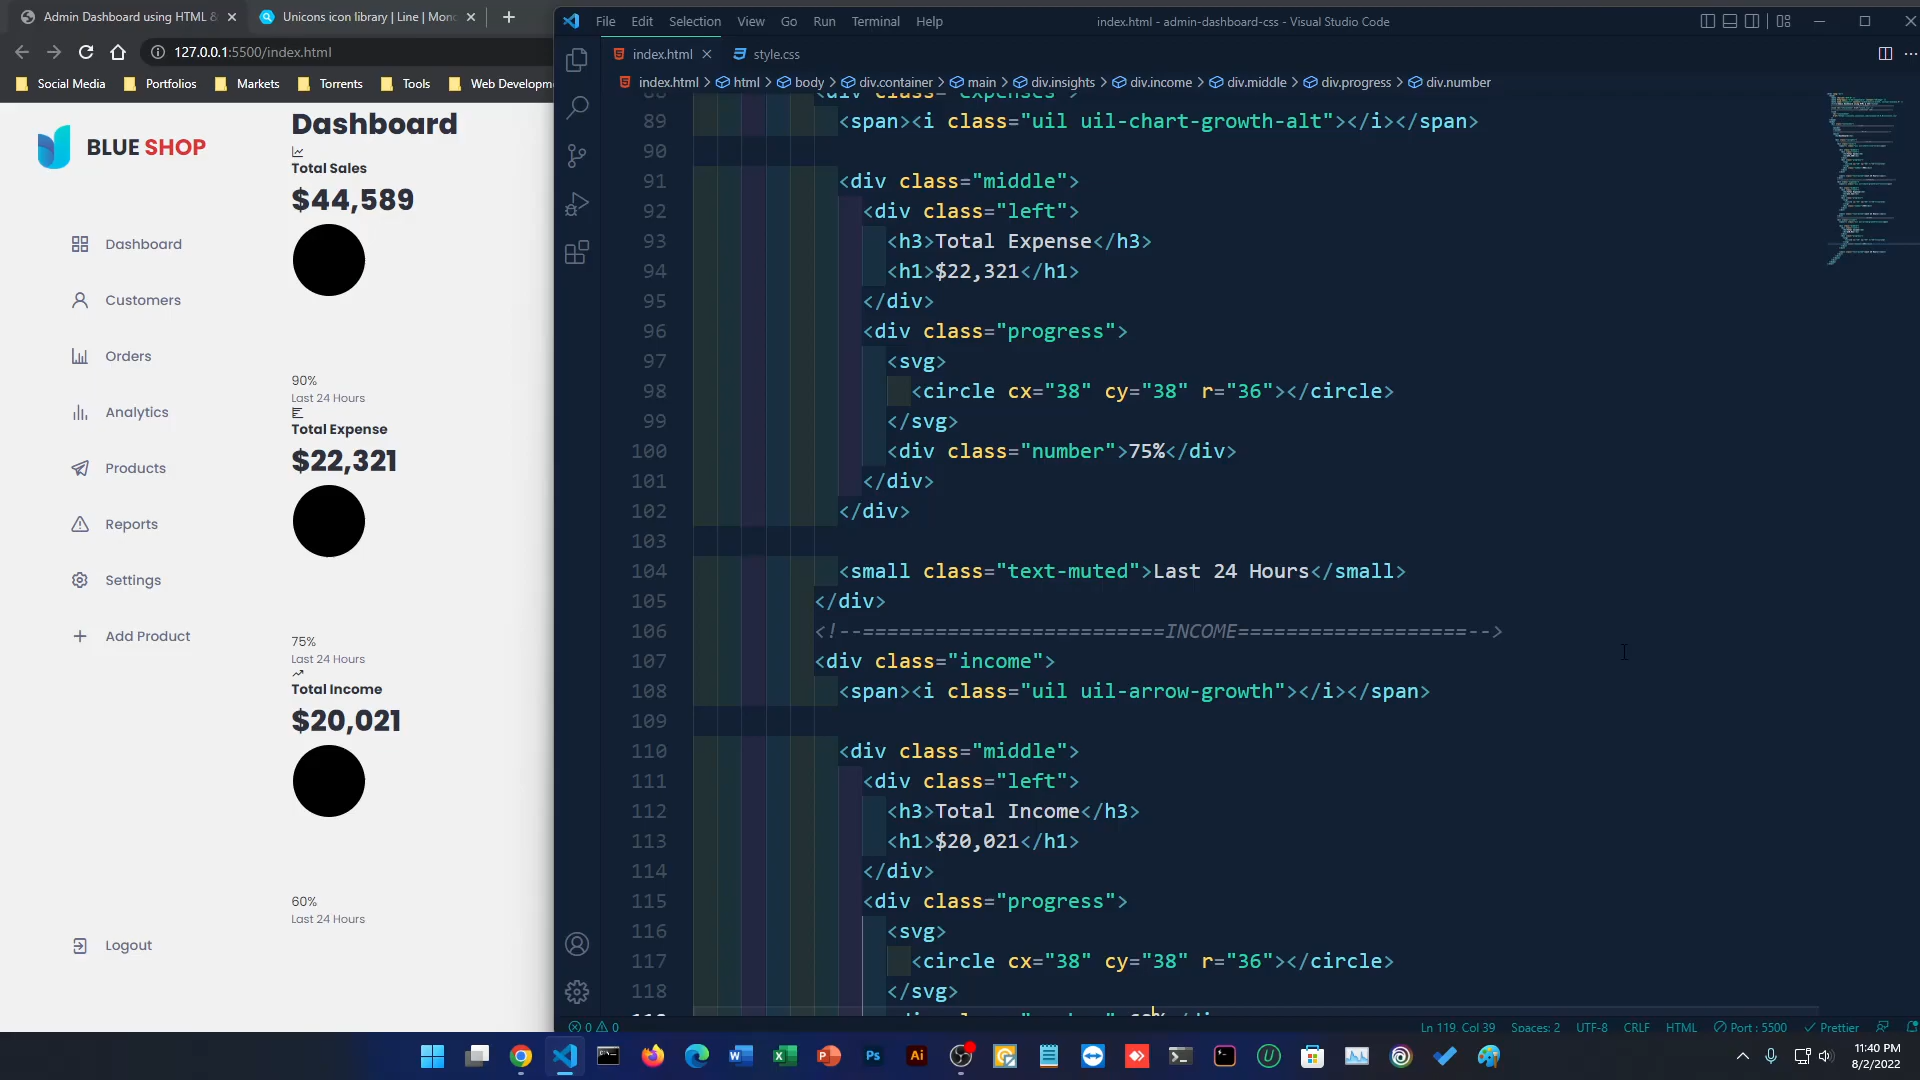 Admin Dashboard using HTML &
Unicons icon library | Line | Mono
127.0.0.1:5500/index.html
Social Media
Portfolios
Markets
Torrents
Tools
Web Developm
BLUE SHOP
Dashboard
Customers
Orders
Analytics
Products
Reports
Settings
Add Product
Logout
Dashboard
Total Sales
$44,589
90%
Last 24 Hours
Total Expense
$22,321
75%
Last 24 Hours
Total Income
$20,021
60%
Last 24 Hours
File Edit Selection View Go Run Terminal Help
index.html - admin-dashboard-css - Visual Studio Code
index.html
style.css
index.html > html > body > div.container > main > div.insights > div.income > div.middle > div.progress > div.number
89 <span><i class="uil uil-chart-growth-alt"></i></span>
90
91 <div class="middle">
92 <div class="left">
93 <h3>Total Expense</h3>
94 <h1>$22,321</h1>
95 </div>
96 <div class="progress">
97 <svg>
98 <circle cx="38" cy="38" r="36"></circle>
99 </svg>
100 <div class="number">75%</div>
101 </div>
102 </div>
103
104 <small class="text-muted">Last 24 Hours</small>
105 </div>
106 <!--=========================INCOME===================-->
107 <div class="income">
108 <span><i class="uil uil-arrow-growth"></i></span>
109
110 <div class="middle">
111 <div class="left">
112 <h3>Total Income</h3>
113 <h1>$20,021</h1>
114 </div>
115 <div class="progress">
116 <svg>
117 <circle cx="38" cy="38" r="36"></circle>
118 </svg>
0 0
Ln 119, Col 39
Spaces: 2
UTF-8
CRLF
HTML
Port : 5500
Prettier
11:40 PM
8/2/2022